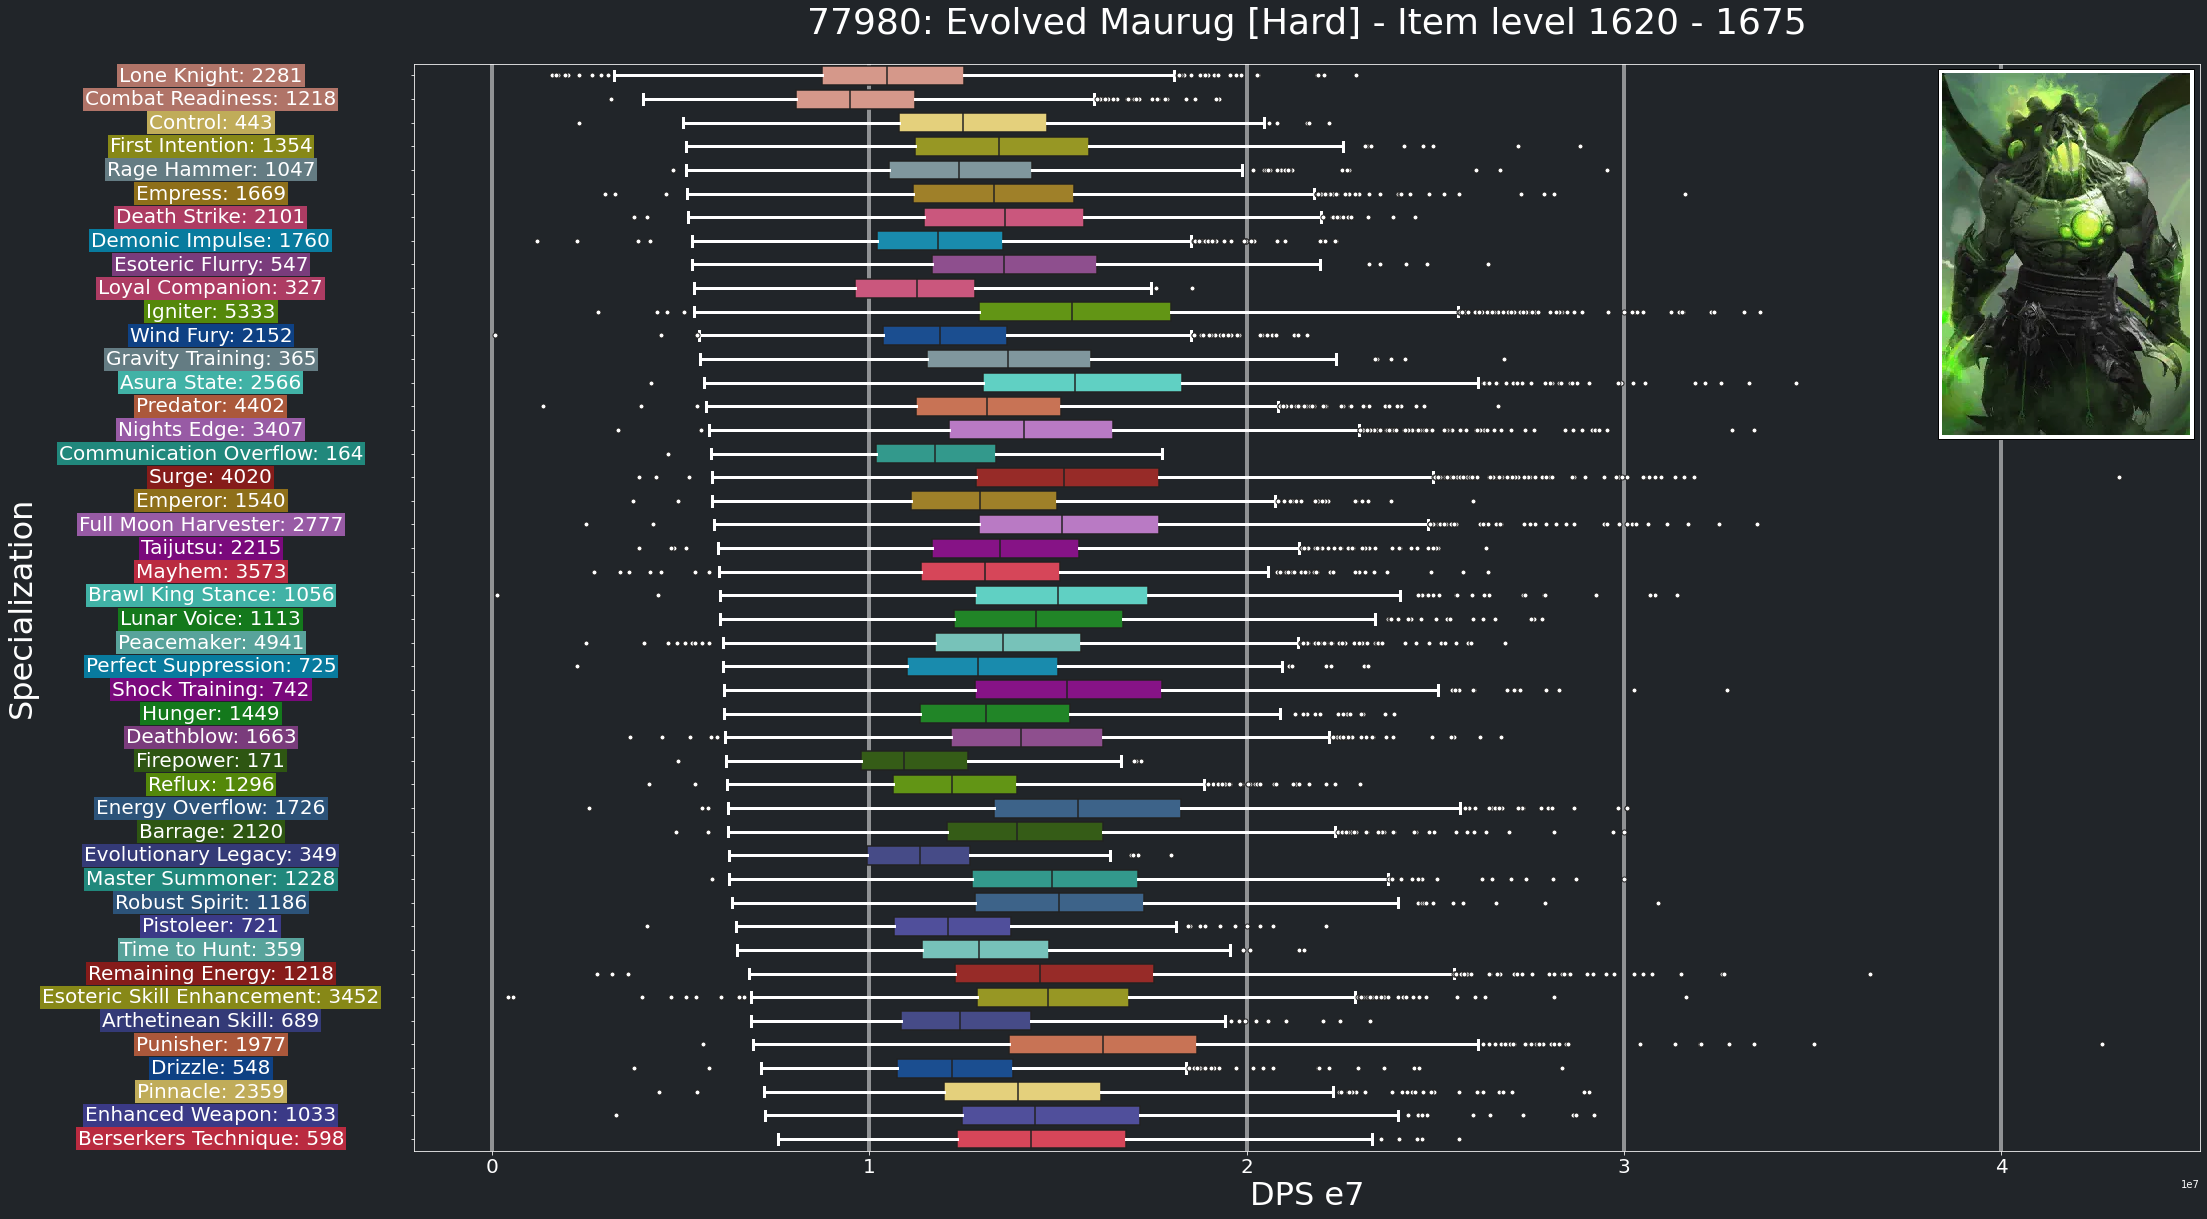 77980: Evolved Maurug [Hard] - Item level 1620 - 1675
Lone Knight: 2281
Combat Readiness: 1218
Control: 443
First Intention: 1354
Rage Hammer: 1047
Empress: 1669
Death Strike: 2101
Demonic Impulse: 1760
Esoteric Flurry: 547
Loyal Companion: 327
Igniter: 5333
Wind Fury: 2152
Gravity Training: 365
Asura State: 2566
Predator: 4402
Nights Edge: 3407
Communication Overflow: 164
Surge: 4020
Emperor: 1540
Full Moon Harvester: 2777
Taijutsu: 2215
Mayhem: 3573
Brawl King Stance: 1056
Lunar Voice: 1113
Peacemaker: 4941
Perfect Suppression: 725
Shock Training: 742
Hunger: 1449
Deathblow: 1663
Firepower: 171
Reflux: 1296
Energy Overflow: 1726
Barrage: 2120
Evolutionary Legacy: 349
Master Summoner: 1228
Robust Spirit: 1186
Pistoleer: 721
Time to Hunt: 359
Remaining Energy: 1218
Esoteric Skill Enhancement: 3452
Arthetinean Skill: 689
Punisher: 1977
Drizzle: 548
Pinnacle: 2359
Enhanced Weapon: 1033
Berserkers Technique: 598
Specialization
0 1 2 3 4
DPS e7
1e7